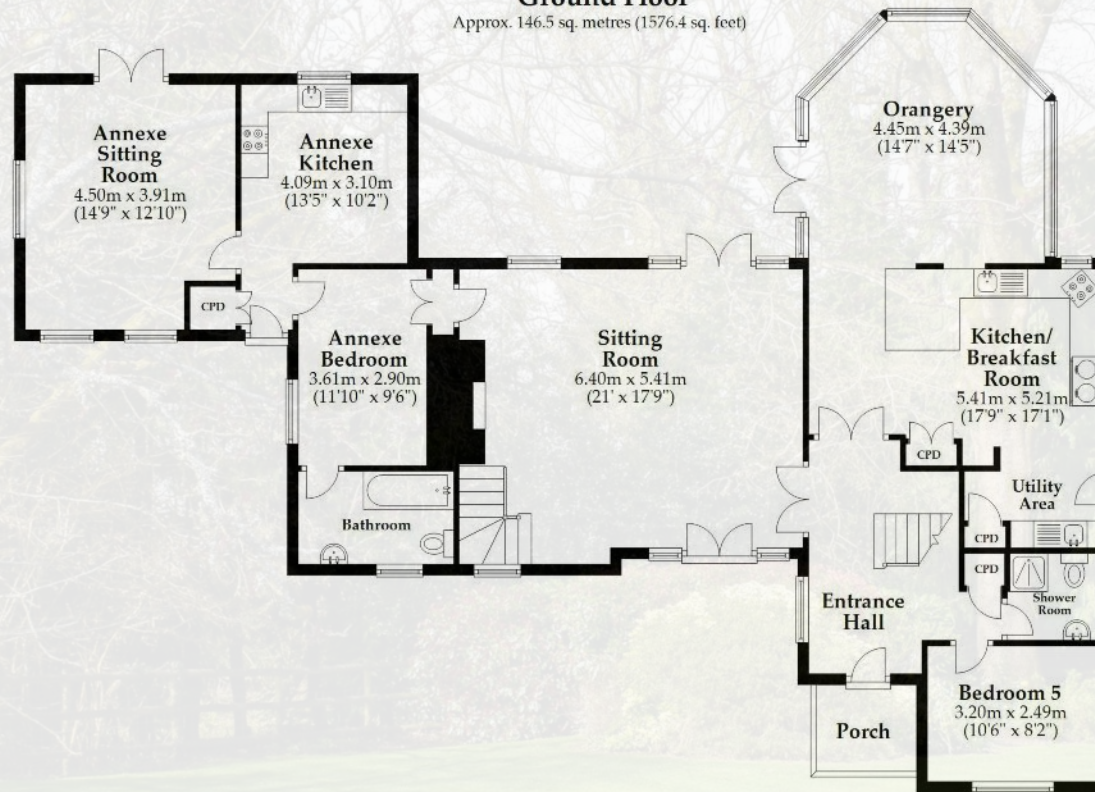 Ground Floor
Approx. 146.5 sq. metres (1576.4 sq. feet)
Annexe
Sitting
Room
4.50m x 3.91m
(14'9" x 12'10")
Annexe
Kitchen
4.09m x 3.10m
(13'5" x 10'2")
Orangery
4.45m x 4.39m
(14'7" x 14'5")
CPD
Annexe
Bedroom
3.61m x 2.90m
(11'10" x 9'6")
Sitting
Room
6.40m x 5.41m
(21' x 17'9")
Kitchen/
Breakfast
Room
5.41m x 5.21m
(17'9" x 17'1")
CPD
Utility
Area
Bathroom
CPD
CPD
Shower
Room
Entrance
Hall
Bedroom 5
3.20m x 2.49m
(10'6" x 8'2")
Porch